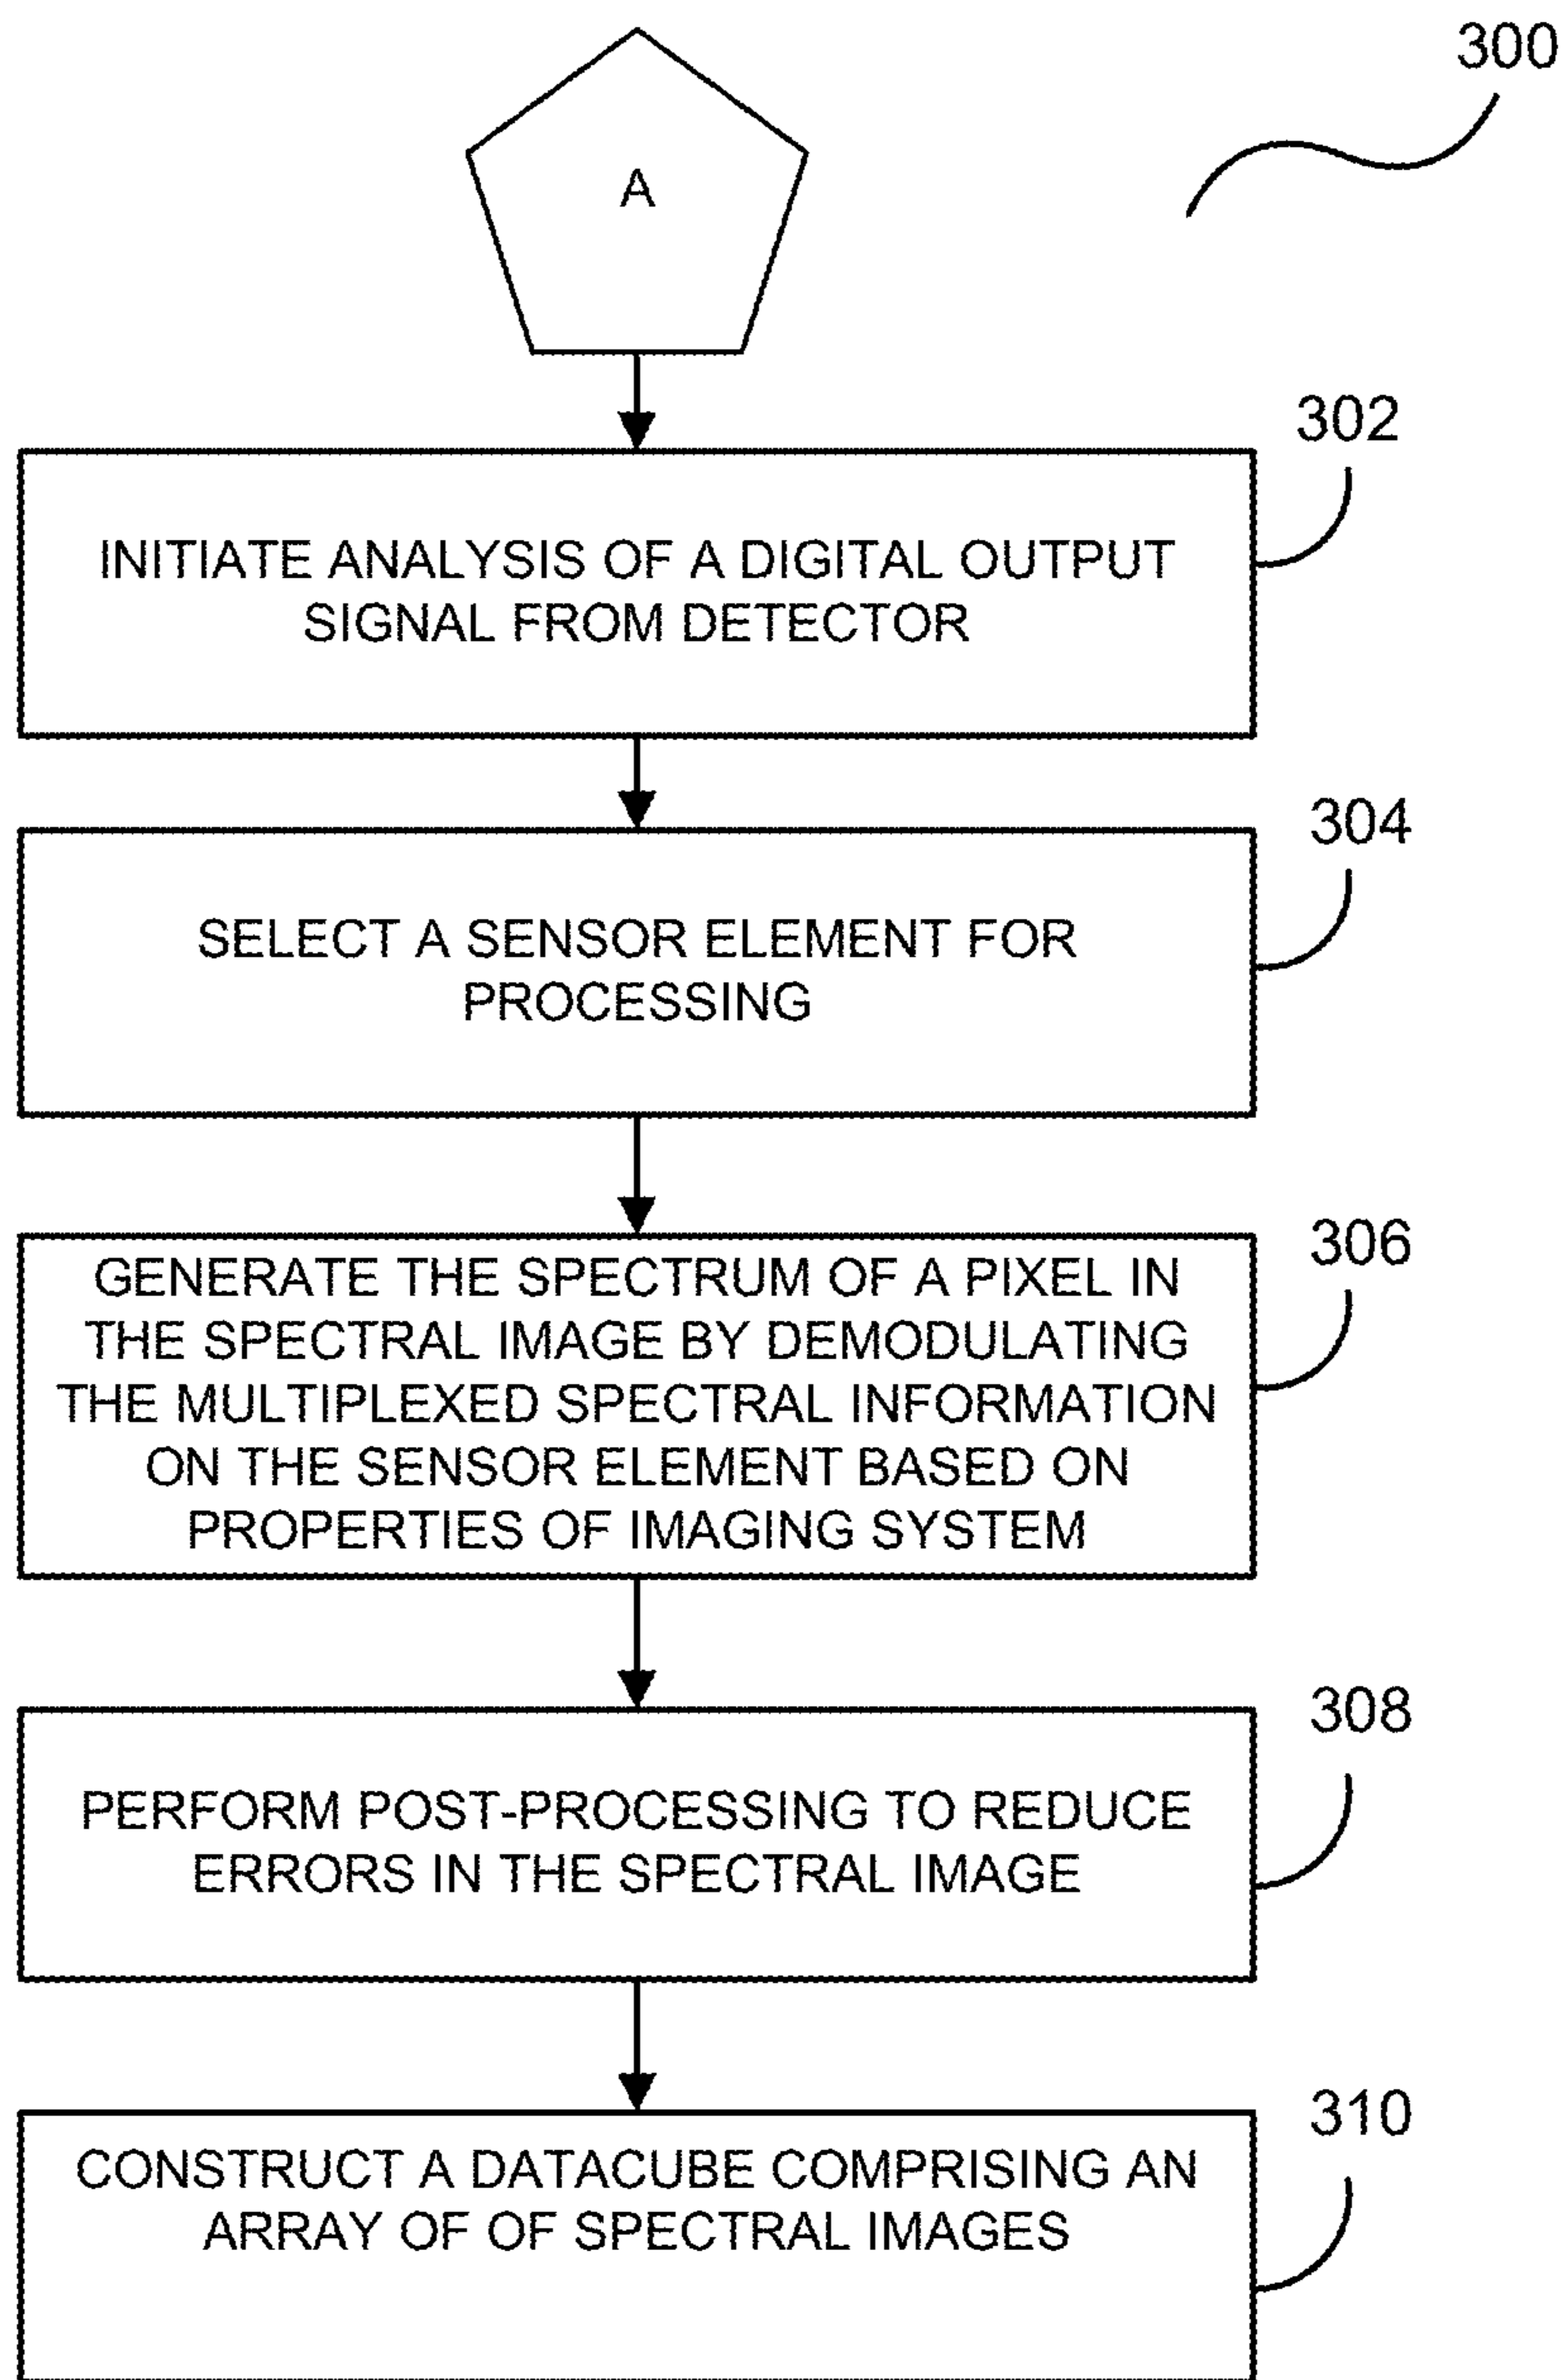 300
A
302
INITIATE ANALYSIS OF A DIGITAL OUTPUT
SIGNAL FROM DETECTOR
304
SELECT A SENSOR ELEMENT FOR
PROCESSING
306
GENERATE THE SPECTRUM OF A PIXEL IN
THE SPECTRAL IMAGE BY DEMODULATING
THE MULTIPLEXED SPECTRAL INFORMATION
ON THE SENSOR ELEMENT BASED ON
PROPERTIES OF IMAGING SYSTEM
308
PERFORM POST-PROCESSING TO REDUCE
ERRORS IN THE SPECTRAL IMAGE
310
CONSTRUCT A DATACUBE COMPRISING AN
ARRAY OF OF SPECTRAL IMAGES